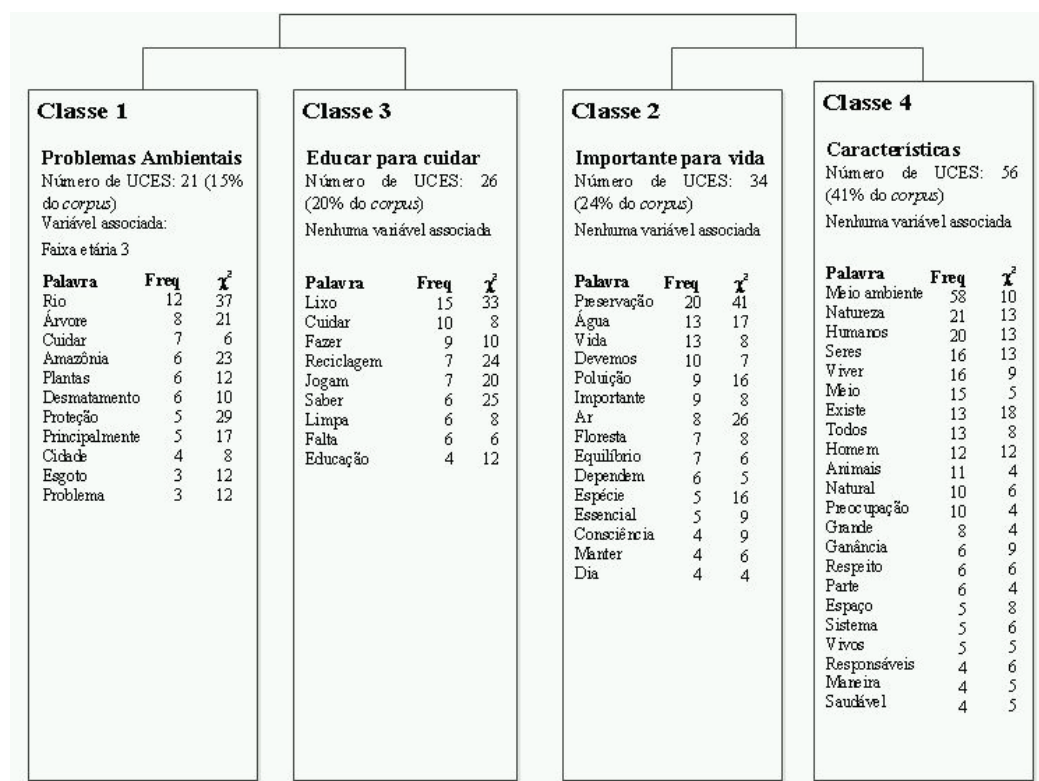 Classe 1
Problemas Ambientais
Número de UCES: 21 (15%
do corpus)
Variável associada:
Faixa etária 3
Palavra Freq χ²
Rio 12 37
Árvore 8 21
Cuidar 7 6
Amazônia 6 23
Plantas 6 12
Desmatamento 6 10
Proteção 5 29
Principalmente 5 17
Cidade 4 8
Esgoto 3 12
Problema 3 12
Classe 3
Educar para cuidar
Número de UCES: 26
(20% do corpus)
Nenhuma variável associada
Palavra Freq χ²
Lixo 15 33
Cuidar 10 8
Fazer 9 10
Reciclagem 7 24
Jogam 7 20
Saber 6 25
Limpa 6 8
Falta 6 6
Educação 4 12
Classe 2
Importante para vida
Número de UCES: 34
(24% do corpus)
Nenhuma variável associada
Palavra Freq χ²
Preservação 20 41
Água 13 17
Vida 13 8
Devemos 10 7
Poluição 9 16
Importante 9 8
Ar 8 26
Floresta 7 8
Equilíbrio 7 6
Dependem 6 5
Espécie 5 16
Essencial 5 9
Consciência 4 9
Manter 4 6
Dia 4 4
Classe 4
Características
Número de UCES: 56
(41% do corpus)
Nenhuma variável associada
Palavra Freq χ²
Meio ambiente 58 10
Natureza 21 13
Humanos 20 13
Seres 16 13
Viver 16 9
Meio 15 5
Existe 13 18
Todos 13 8
Homem 12 12
Animais 11 4
Natural 10 6
Preocupação 10 4
Grande 8 4
Ganância 6 9
Respeito 6 6
Parte 6 4
Espaço 5 8
Sistema 5 6
Vivos 5 5
Responsáveis 4 6
Maneira 4 5
Saudável 4 5